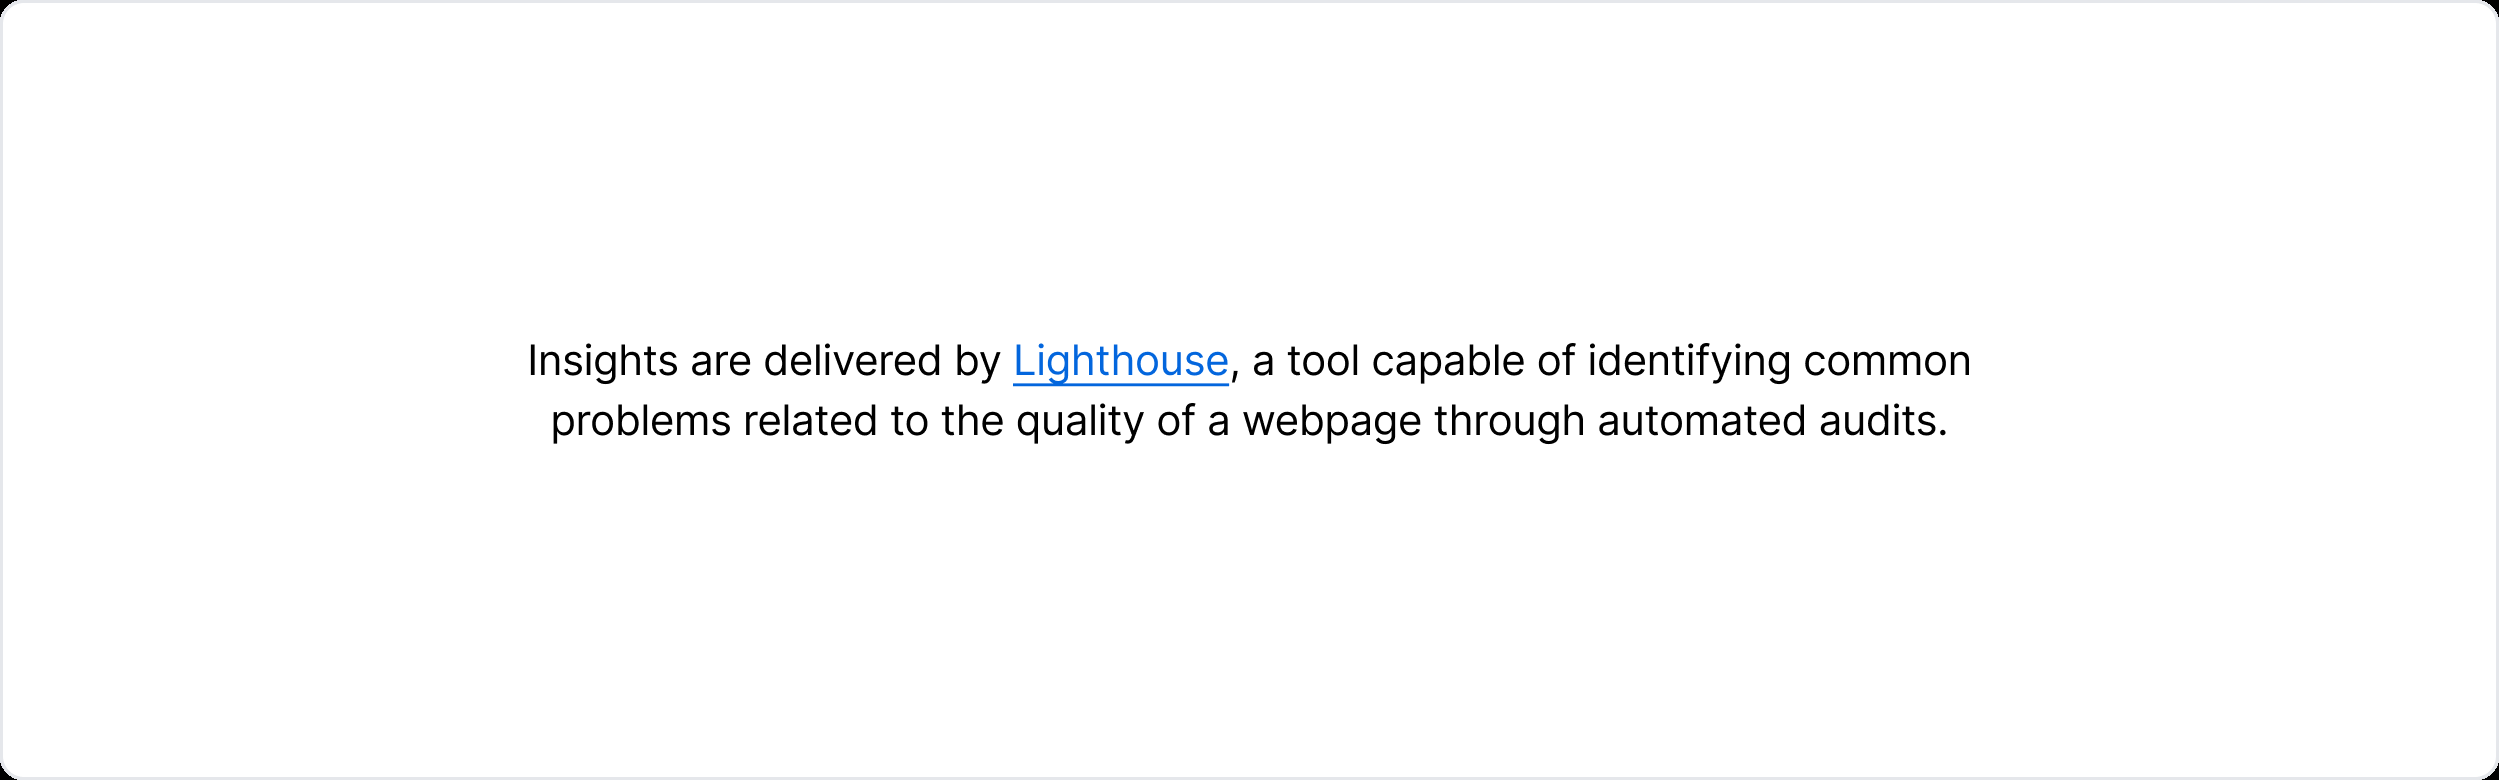 Insights are delivered by Lighthouse, a tool capable of identifying common
problems related to the quality of a webpage through automated audits.